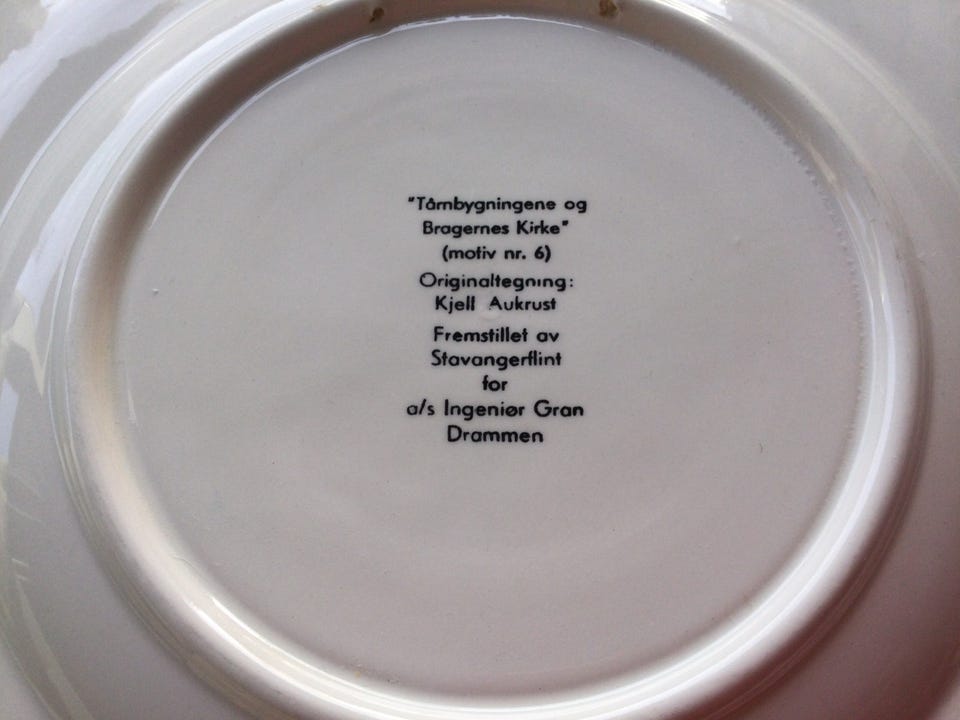 "Tårnbygningene og
Bragernes Kirke"
(motiv nr. 6)
Originaltegning:
Kjell Aukrust
Fremstillet av
Stavangerflint
for
a/s Ingeniør Gran
Drammen